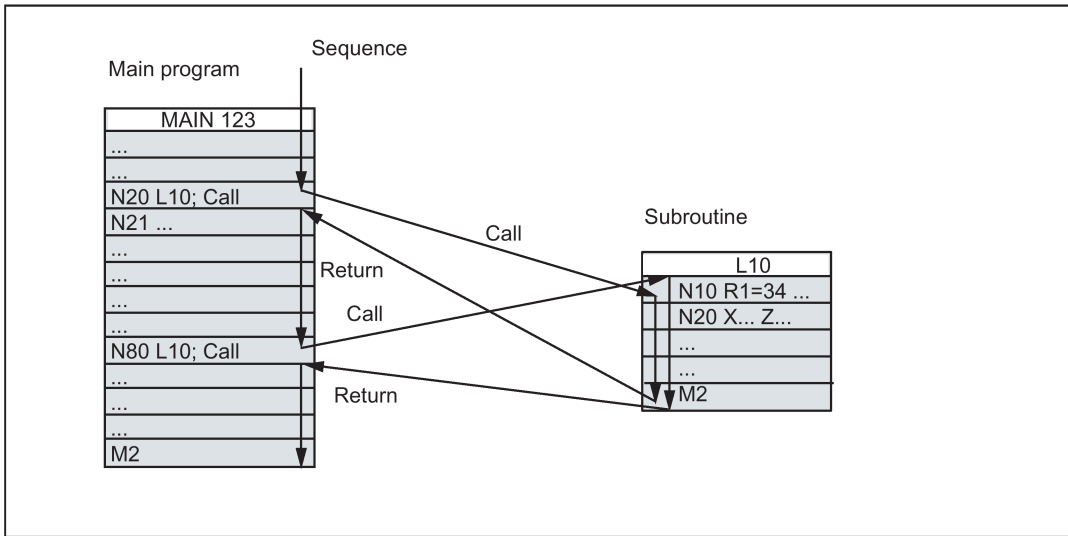 Sequence
Main program
MAIN 123
...
...
N20 L10; Call
N21 ...
...
...
...
...
N80 L10; Call
...
...
...
M2
Call
Return
Call
Return
Subroutine
L10
N10 R1=34 ...
N20 X... Z...
...
...
M2